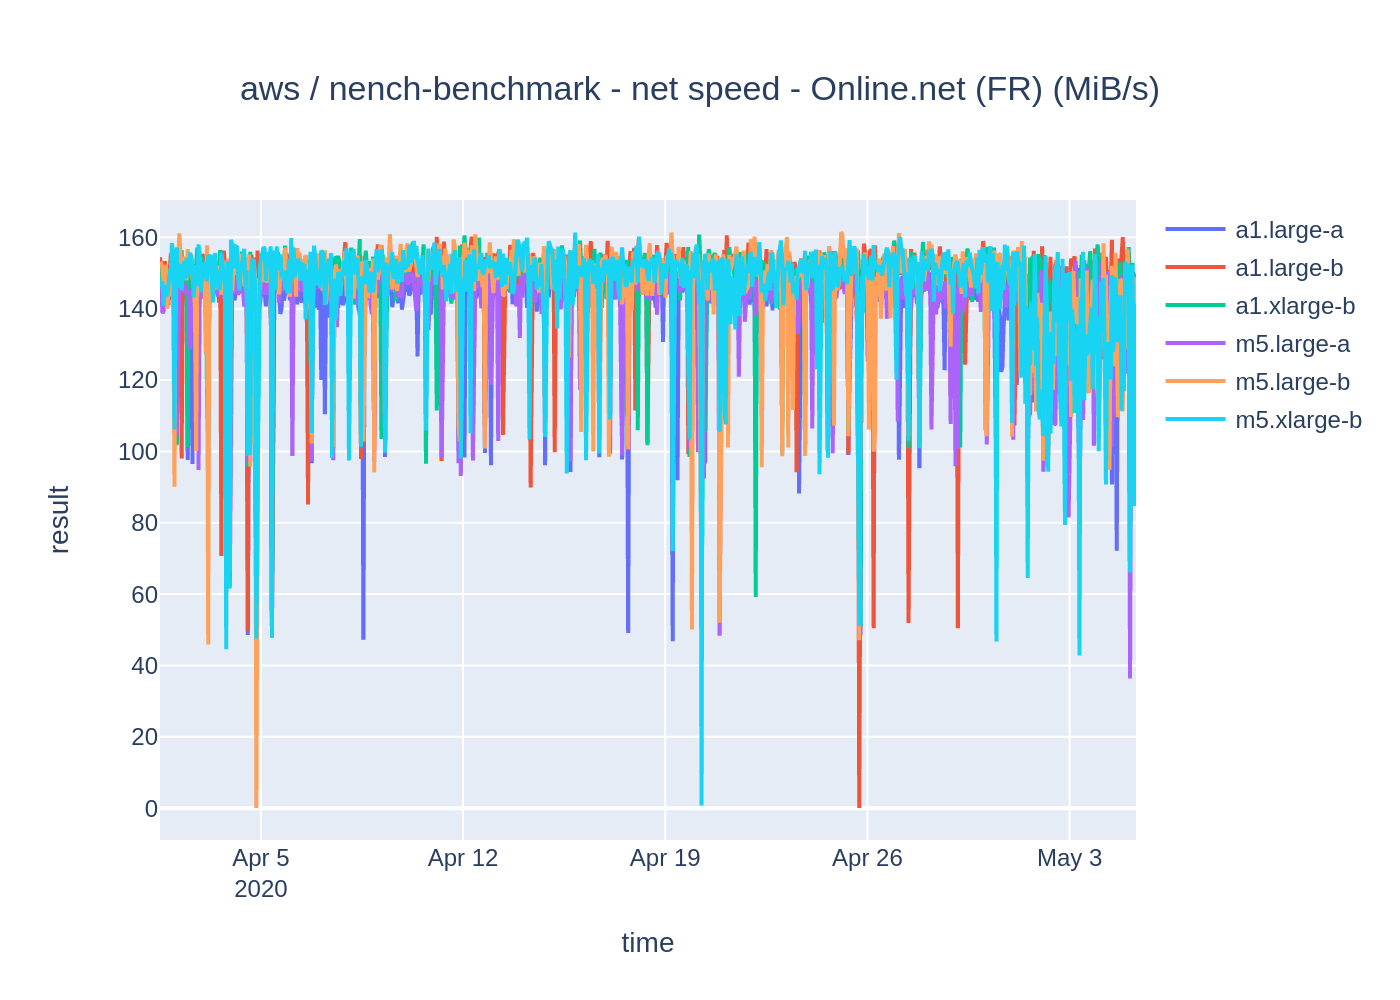 aws / nench-benchmark - net speed - Online.net (FR) (MiB/s)
a1.large-a
a1.large-b
a1.xlarge-b
m5.large-a
m5.large-b
m5.xlarge-b
160
140
120
100
80
60
40
20
0
result
Apr 5
2020
Apr 12
Apr 19
Apr 26
May 3
time